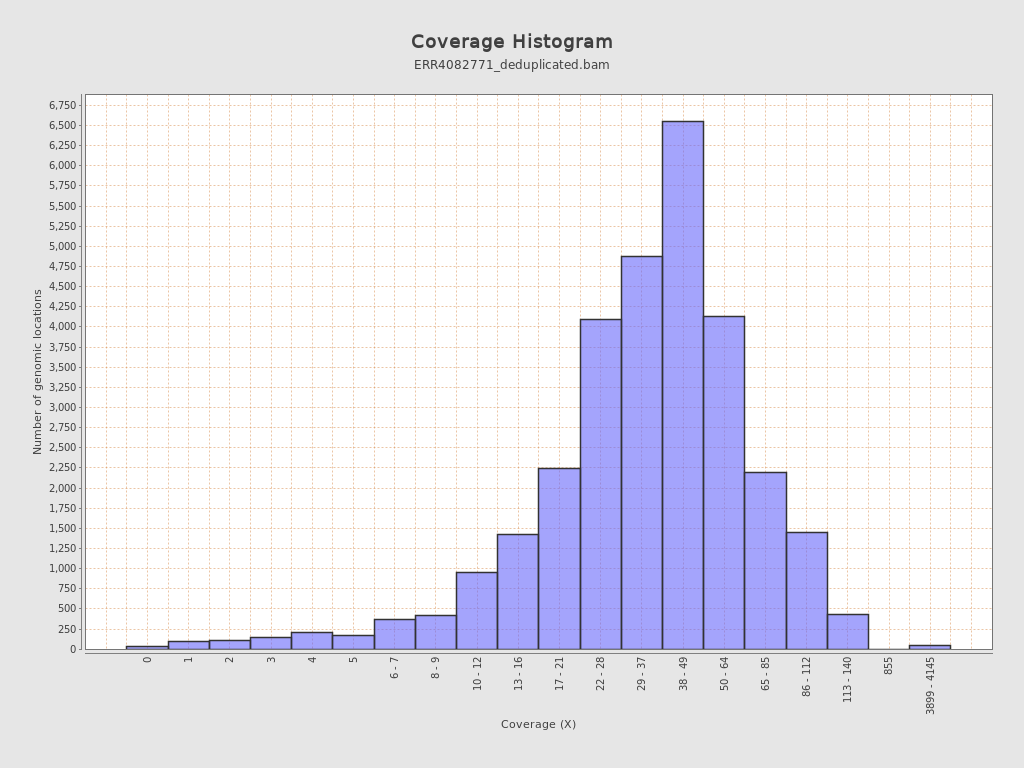 Coverage Histogram
ERR4082771_deduplicated.bam
Number of genomic locations
6,750
6,500
6,250
6,000
5,750
5,500
5,250
5,000
4,750
4,500
4,250
4,000
3,750
3,500
3,250
3,000
2,750
2,500
2,250
2,000
1,750
1,500
1,250
1,000
750
500
250
0
0
1
2
3
4
5
6 - 7
8 - 9
10 - 12
13 - 16
17 - 21
22 - 28
29 - 37
38 - 49
50 - 64
65 - 85
86 - 112
113 - 140
855
3899 - 4145
Coverage (X)